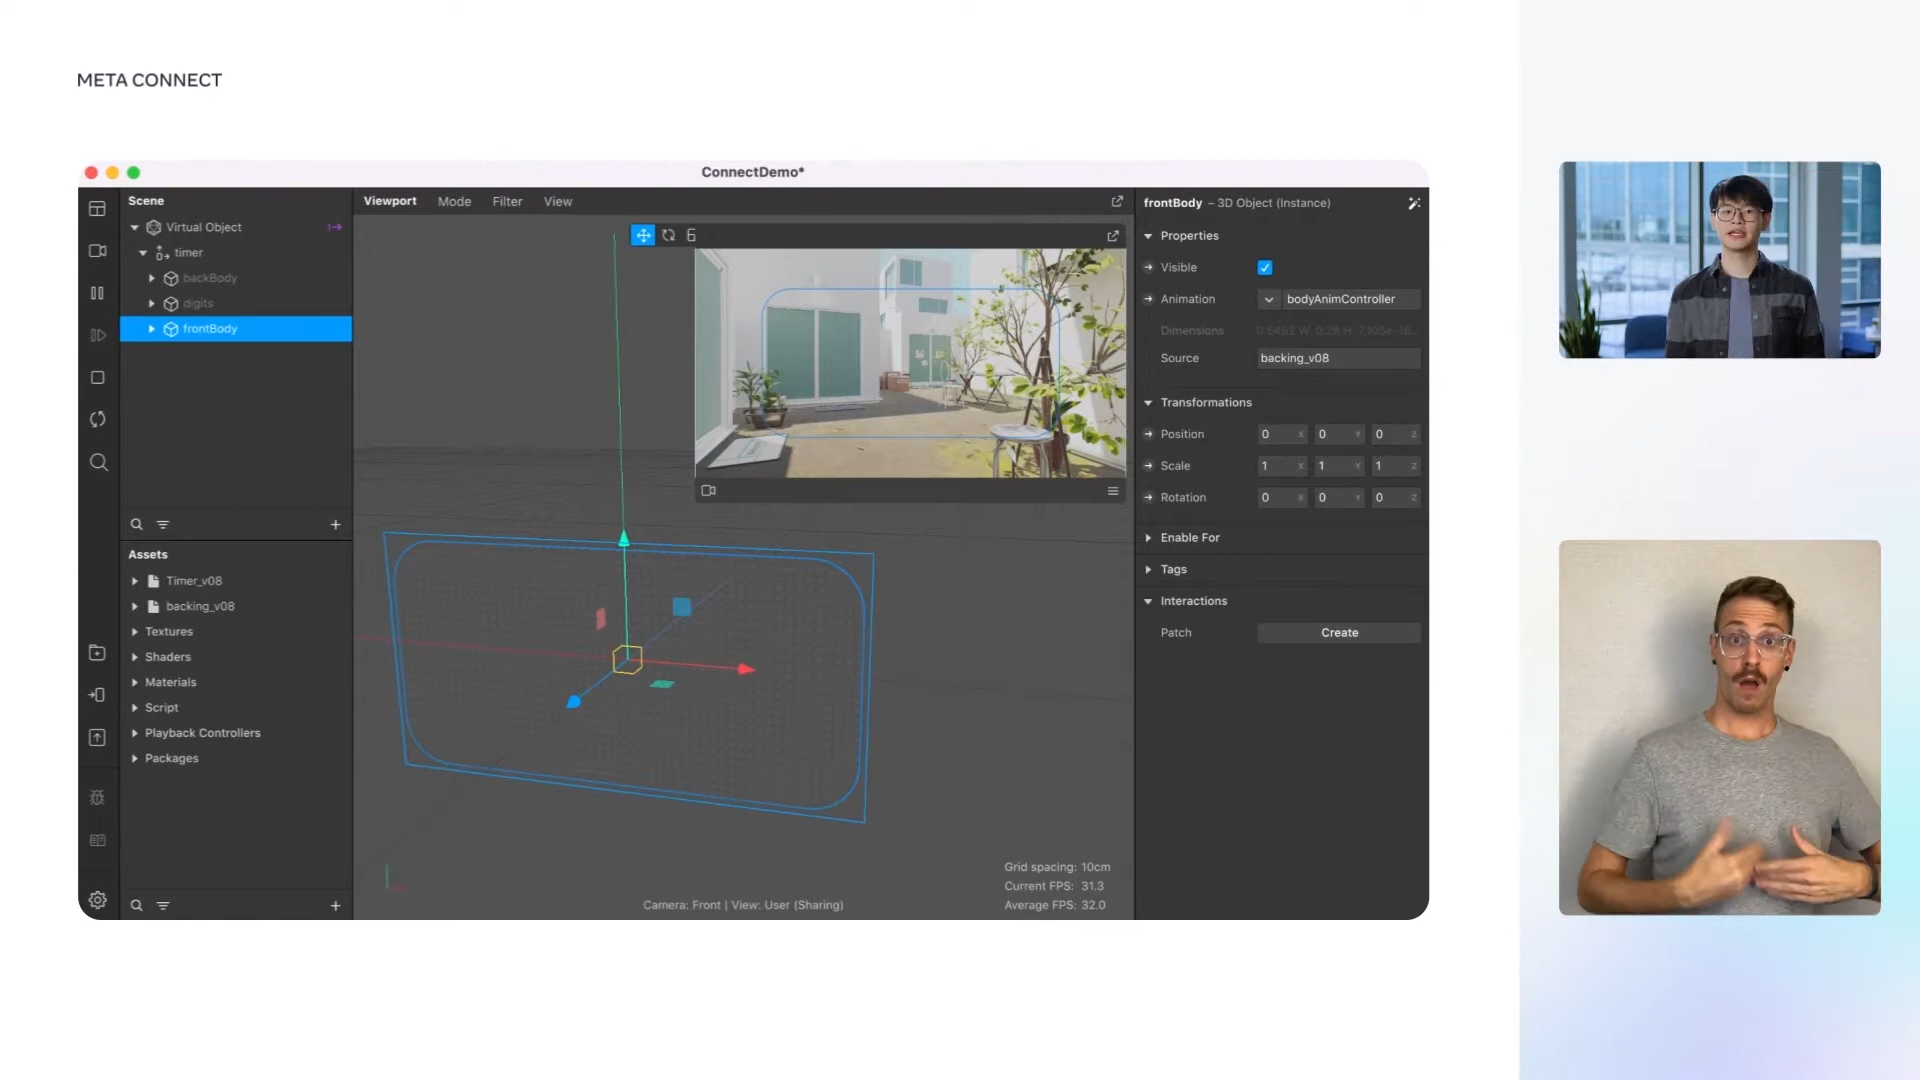 META CONNECT
ConnectDemo*
Scene
Virtual Object
timer
backBody
digits
frontBody
Assets
Timer_v08
backing_v08
Textures
Shaders
Materials
Script
Playback Controllers
Packages
Viewport Mode Filter View
Grid spacing: 10cm
Current FPS: 31.3
Camera: Front | View: User (Sharing)
Average FPS: 32.0
frontBody – 3D Object (Instance)
Properties
Visible
Animation bodyAnimController
Dimensions
Source backing_v08
Transformations
Position 0 X 0 Y 0 Z
Scale 1 X 1 Y 1 Z
Rotation 0 X 0 Y 0 Z
Enable For
Tags
Interactions
Patch Create